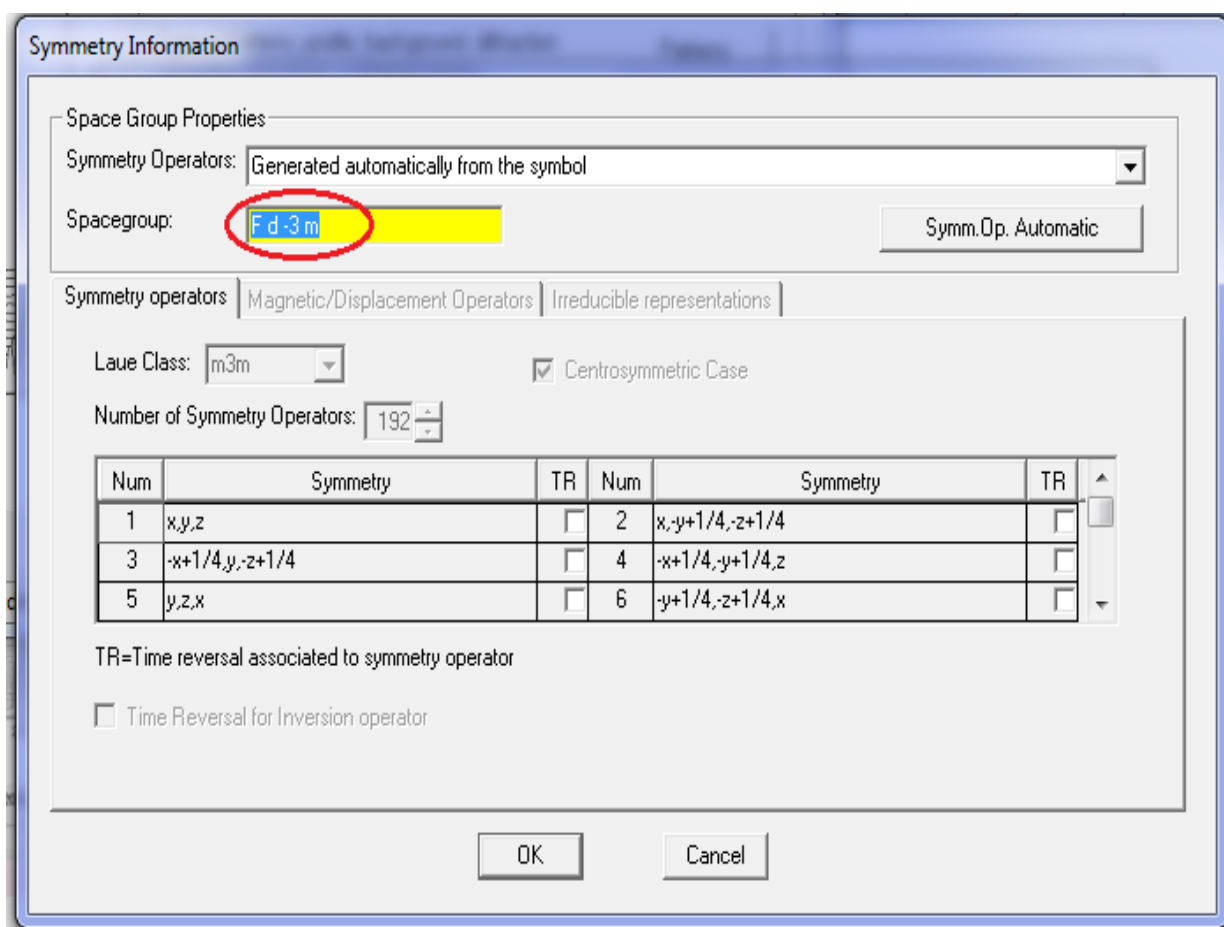 Symmetry Information
Space Group Properties
Symmetry Operators: Generated automatically from the symbol
Spacegroup: F d -3 m Symm.Op. Automatic
Symmetry operators Magnetic/Displacement Operators Irreducible representations
Laue Class: m3m Centrosymmetric Case
Number of Symmetry Operators: 192
Num Symmetry TR Num Symmetry TR
1 x,y,z 2 x,-y+1/4,-z+1/4
3 -x+1/4,y,-z+1/4 4 -x+1/4,-y+1/4,z
5 y,z,x 6 -y+1/4,-z+1/4,x
TR=Time reversal associated to symmetry operator
Time Reversal for Inversion operator
OK Cancel